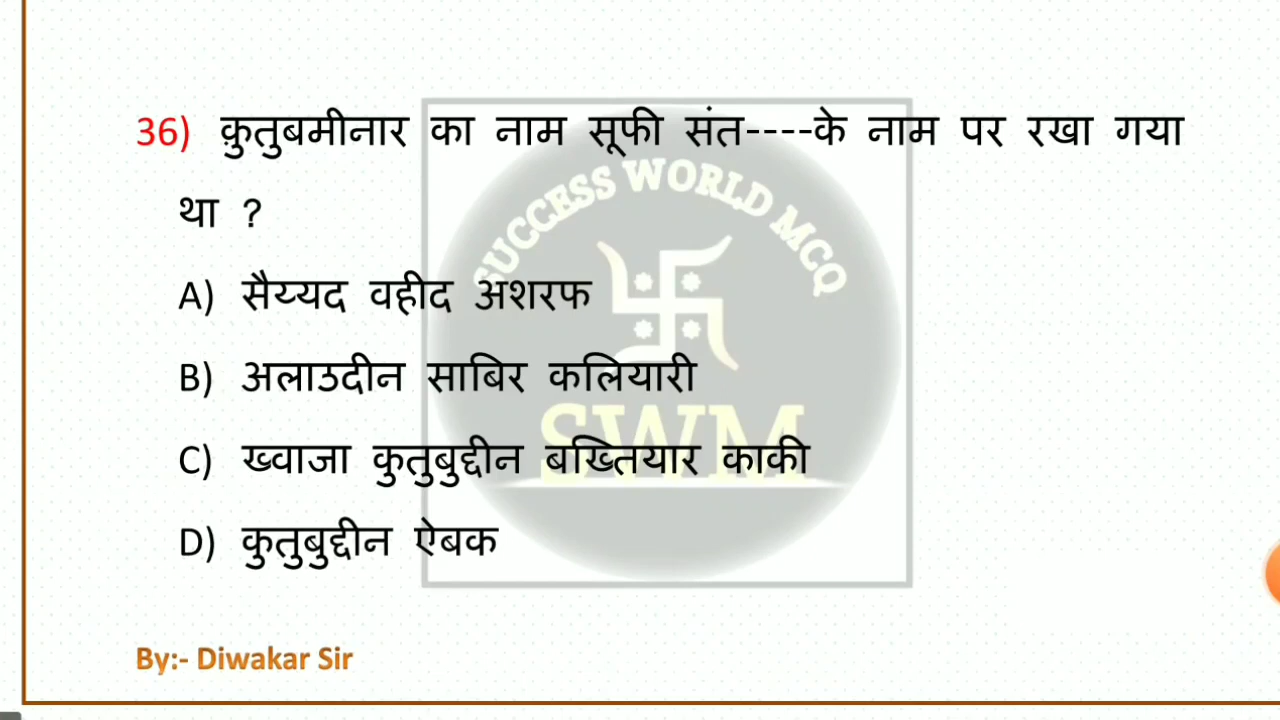 36) क़ुतुबमीनार का नाम सूफी संत----के नाम पर रखा गया
था ?
A) सैय्यद वहीद अशरफ
B) अलाउदीन साबिर कलियारी
C) ख्वाजा कुतुबुद्दीन बख्तियार काकी
D) कुतुबुद्दीन ऐबक
SUCCESS WORLD MCQ
SWM
By:- Diwakar Sir